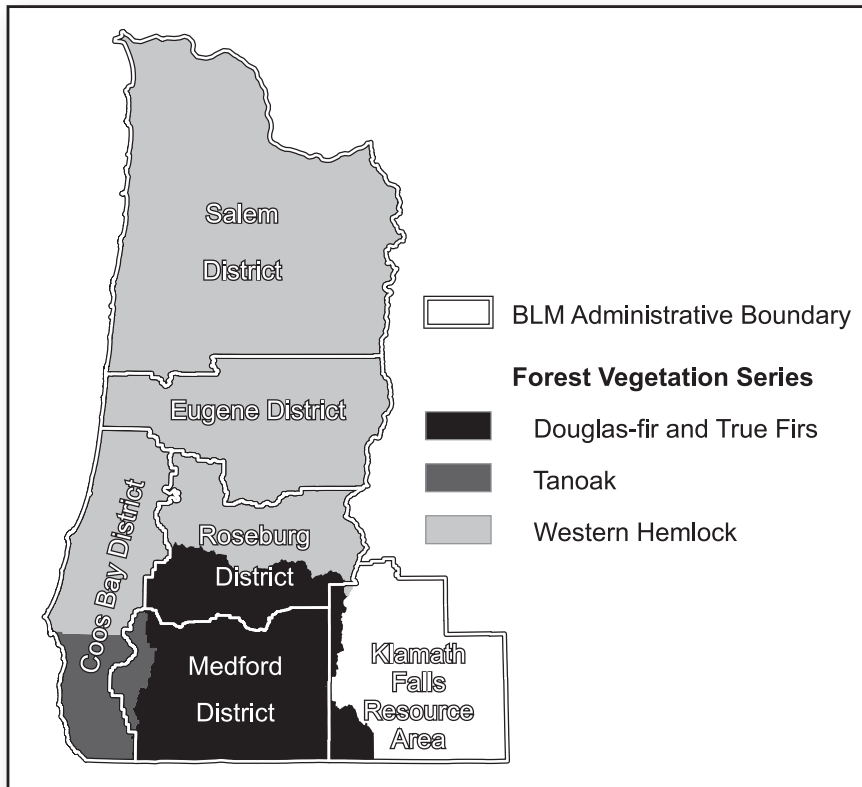 Salem
District
Eugene District
Coos Bay District
Roseburg
District
Medford
District
Klamath
Falls
Resource
Area
BLM Administrative Boundary
Forest Vegetation Series
Douglas-fir and True Firs
Tanoak
Western Hemlock